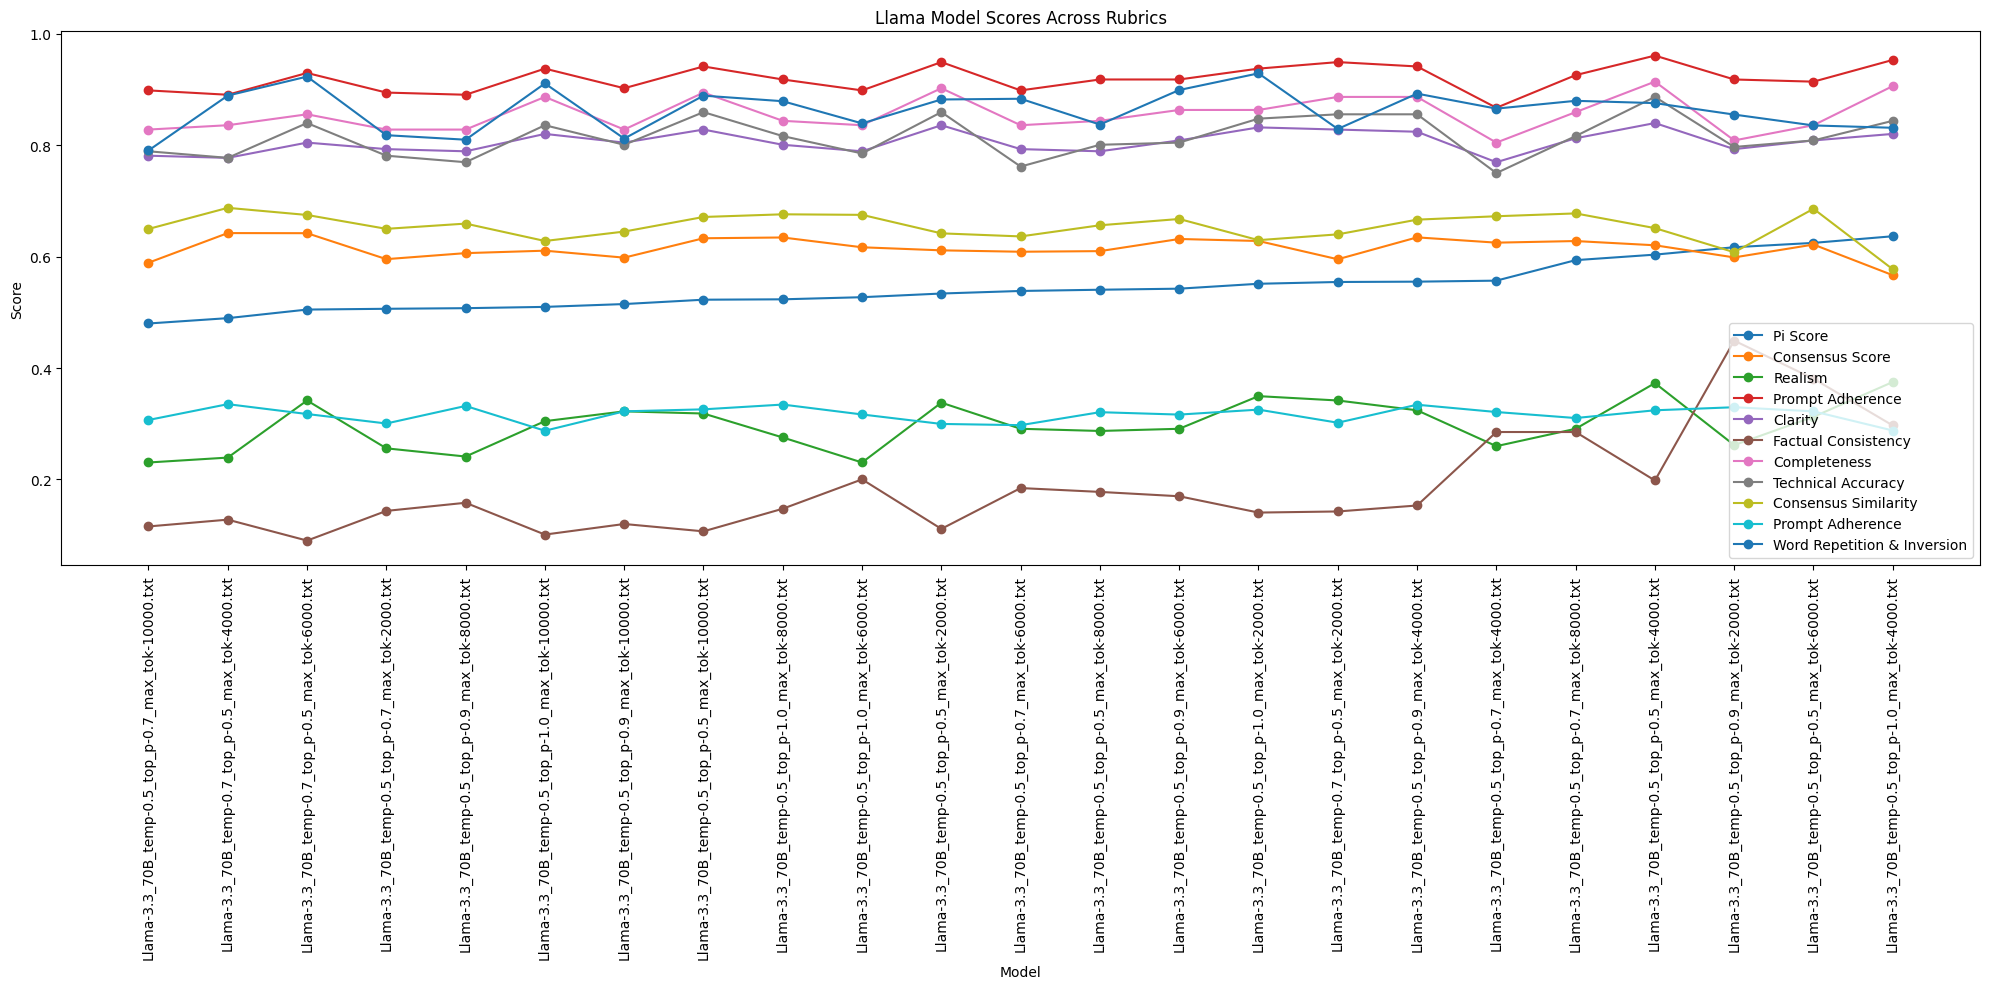 Llama Model Scores Across Rubrics
Score
1.0
0.8
0.6
0.4
0.2
Pi Score
Consensus Score
Realism
Prompt Adherence
Clarity
Factual Consistency
Completeness
Technical Accuracy
Consensus Similarity
Prompt Adherence
Word Repetition & Inversion
Llama-3.3_70B_temp-0.5_top_p-0.7_max_tok-10000.txt
Llama-3.3_70B_temp-0.7_top_p-0.5_max_tok-4000.txt
Llama-3.3_70B_temp-0.7_top_p-0.5_max_tok-6000.txt
Llama-3.3_70B_temp-0.5_top_p-0.7_max_tok-2000.txt
Llama-3.3_70B_temp-0.5_top_p-0.9_max_tok-8000.txt
Llama-3.3_70B_temp-0.5_top_p-1.0_max_tok-10000.txt
Llama-3.3_70B_temp-0.5_top_p-0.9_max_tok-10000.txt
Llama-3.3_70B_temp-0.5_top_p-0.5_max_tok-10000.txt
Llama-3.3_70B_temp-0.5_top_p-1.0_max_tok-8000.txt
Llama-3.3_70B_temp-0.5_top_p-1.0_max_tok-6000.txt
Llama-3.3_70B_temp-0.5_top_p-0.5_max_tok-2000.txt
Llama-3.3_70B_temp-0.5_top_p-0.7_max_tok-6000.txt
Llama-3.3_70B_temp-0.5_top_p-0.5_max_tok-8000.txt
Llama-3.3_70B_temp-0.5_top_p-0.9_max_tok-6000.txt
Llama-3.3_70B_temp-0.5_top_p-1.0_max_tok-2000.txt
Llama-3.3_70B_temp-0.7_top_p-0.5_max_tok-2000.txt
Llama-3.3_70B_temp-0.5_top_p-0.9_max_tok-4000.txt
Llama-3.3_70B_temp-0.5_top_p-0.7_max_tok-4000.txt
Llama-3.3_70B_temp-0.5_top_p-0.7_max_tok-8000.txt
Llama-3.3_70B_temp-0.5_top_p-0.5_max_tok-4000.txt
Llama-3.3_70B_temp-0.5_top_p-0.9_max_tok-2000.txt
Llama-3.3_70B_temp-0.5_top_p-0.5_max_tok-6000.txt
Llama-3.3_70B_temp-0.5_top_p-1.0_max_tok-4000.txt
Model